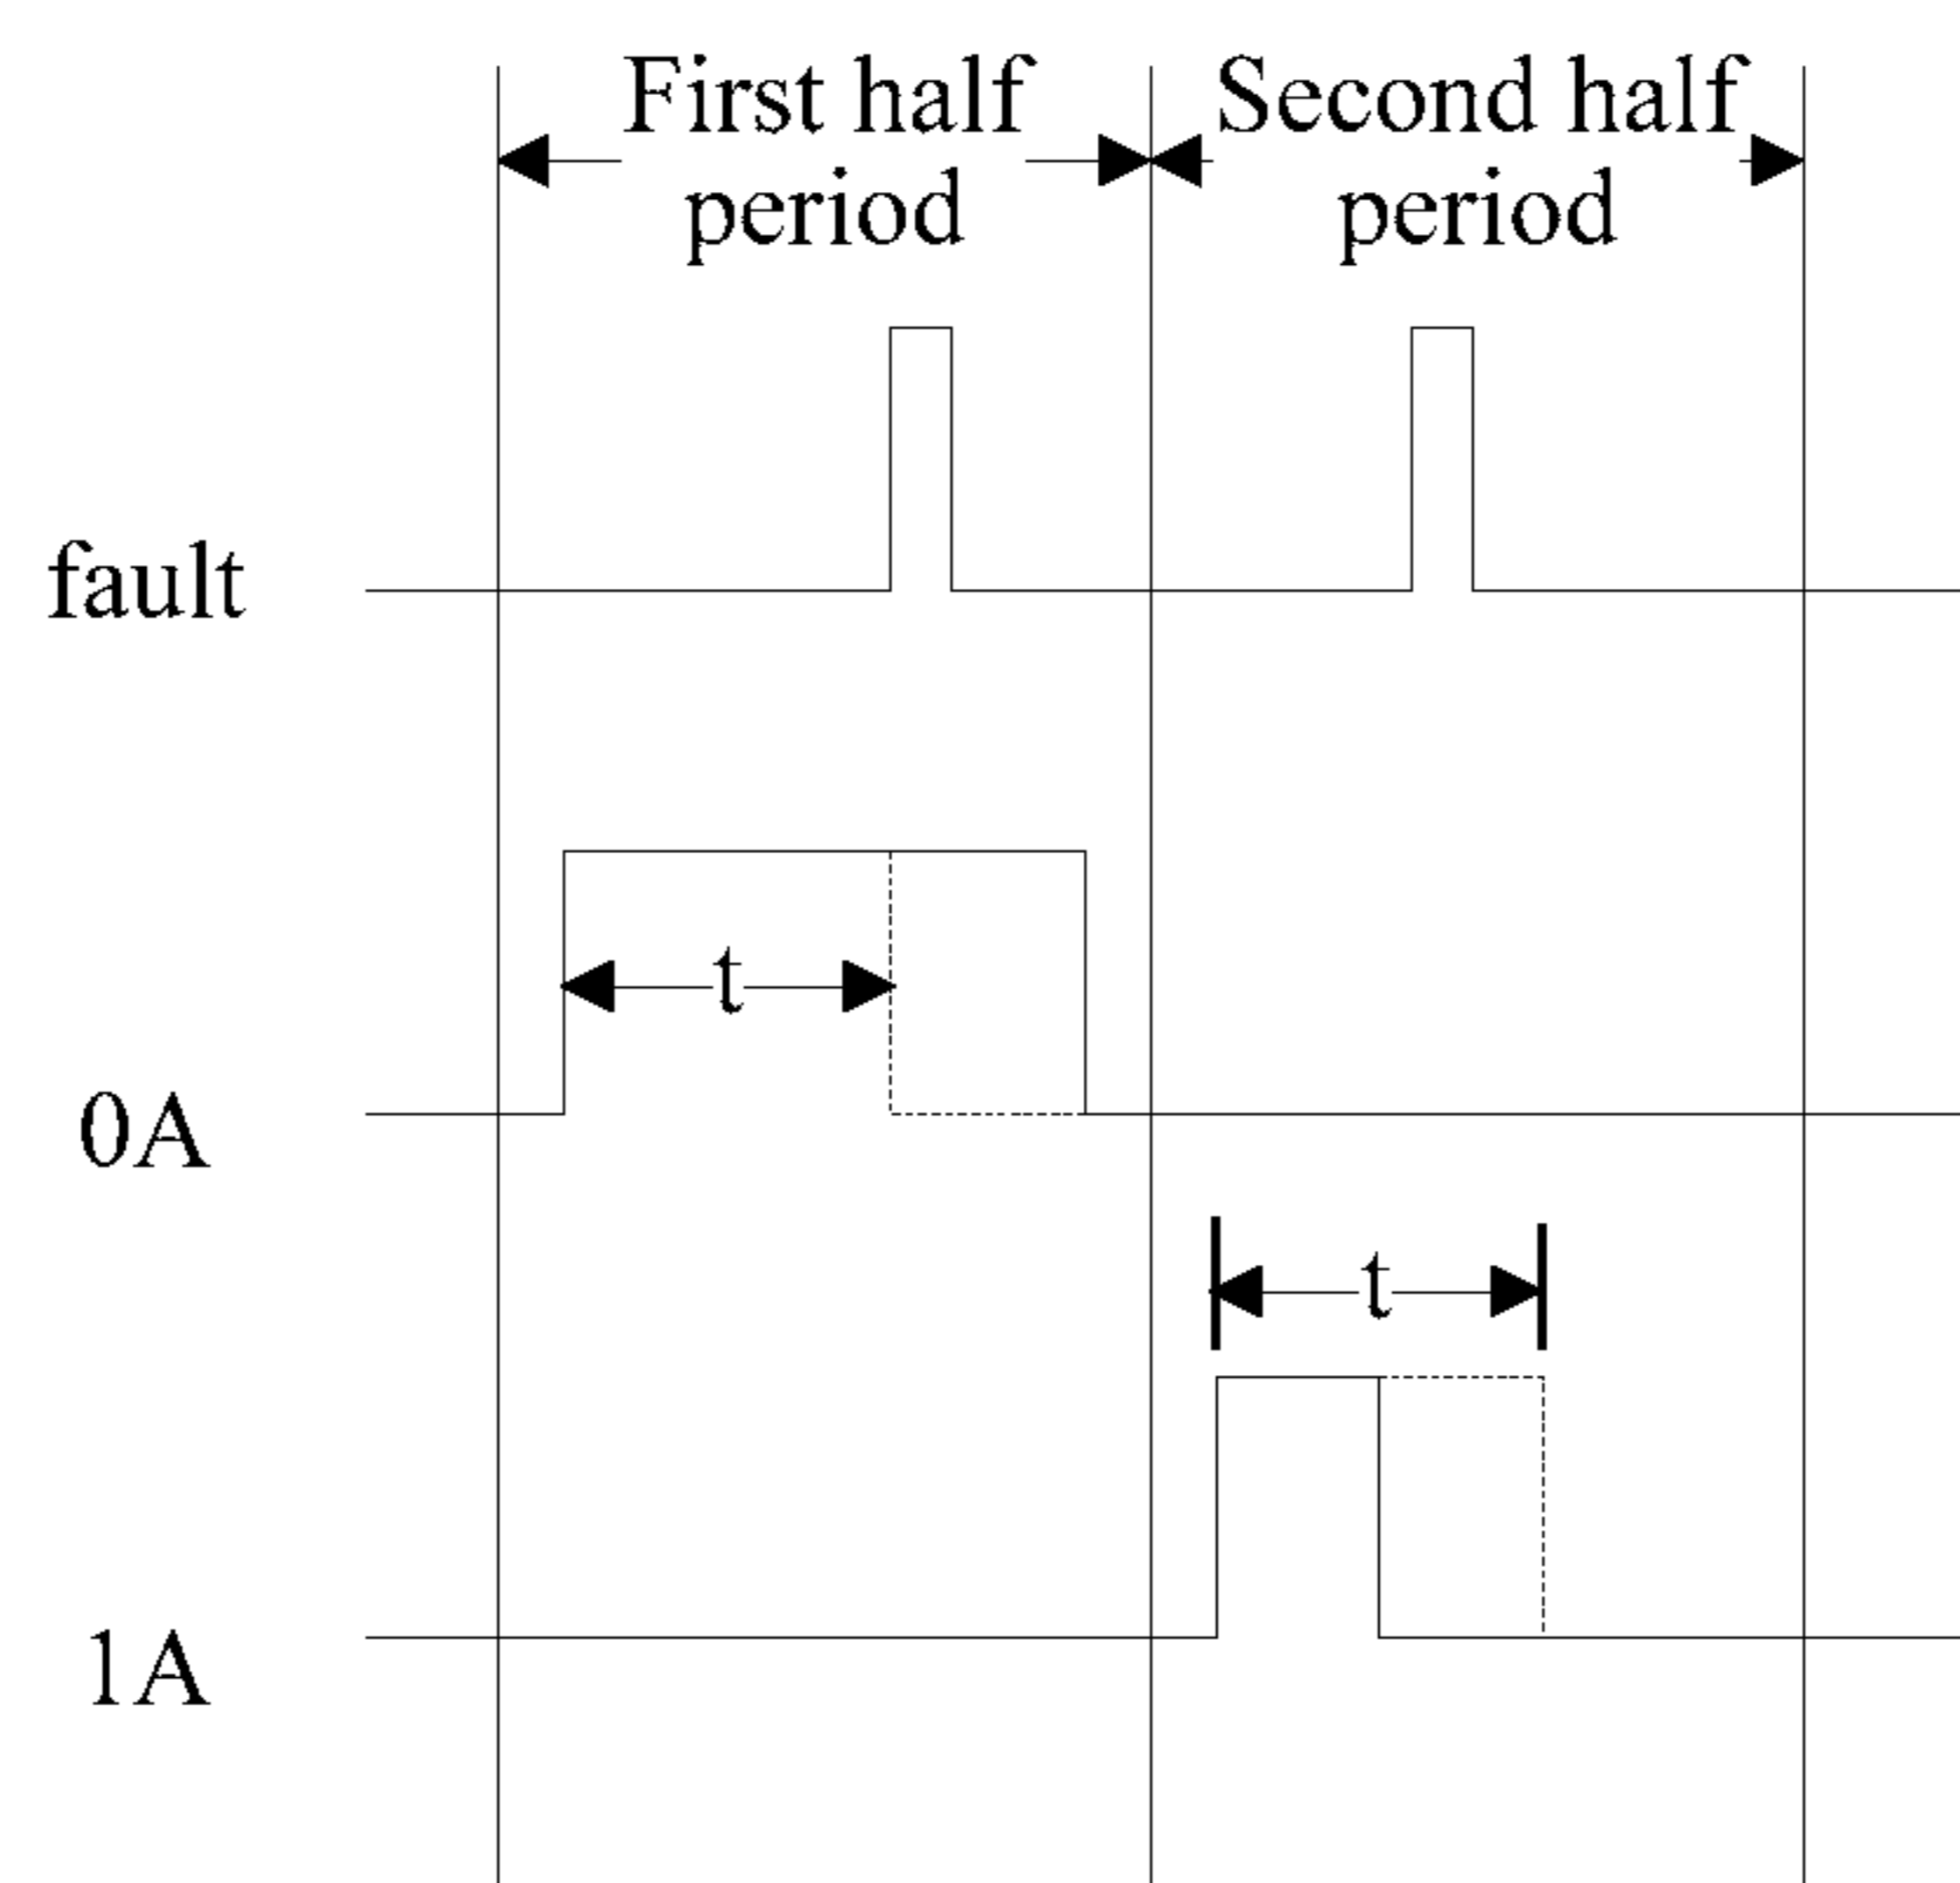 First half
period
Second half
period
fault
0A
t
t
1A